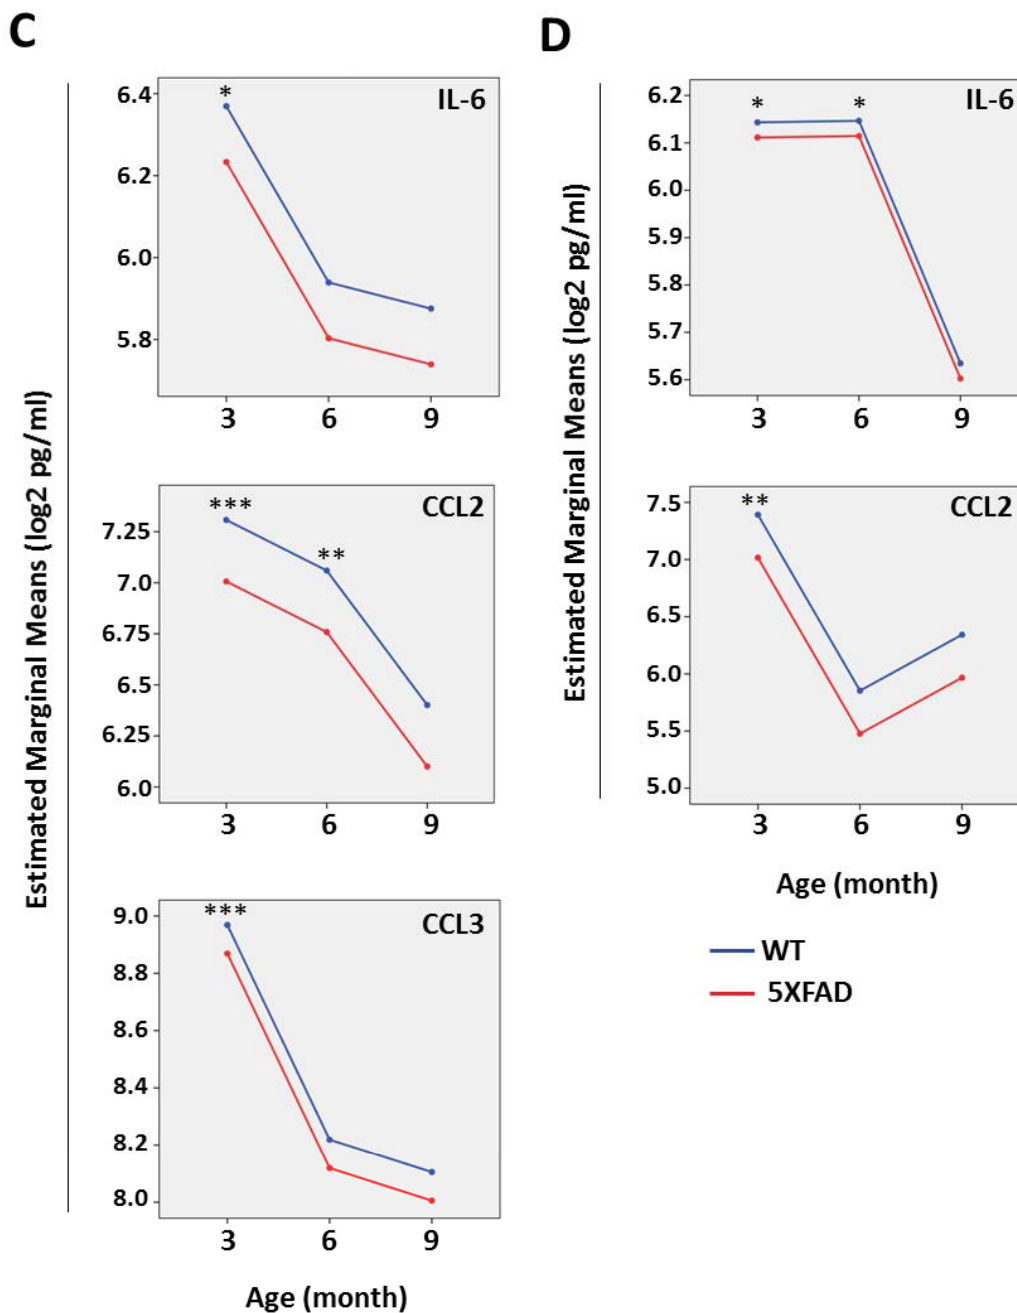 C
Estimated Marginal Means (log2 pg/ml)
IL-6
*
6.4
6.2
6.0
5.8
3 6 9
CCL2
***
**
7.25
7.0
6.75
6.5
6.25
6.0
3 6 9
CCL3
***
9.0
8.8
8.6
8.4
8.2
8.0
3 6 9
Age (month)
D
Estimated Marginal Means (log2 pg/ml)
IL-6
* *
6.2
6.1
6.0
5.9
5.8
5.7
5.6
3 6 9
CCL2
**
7.5
7.0
6.5
6.0
5.5
5.0
3 6 9
Age (month)
WT
5XFAD